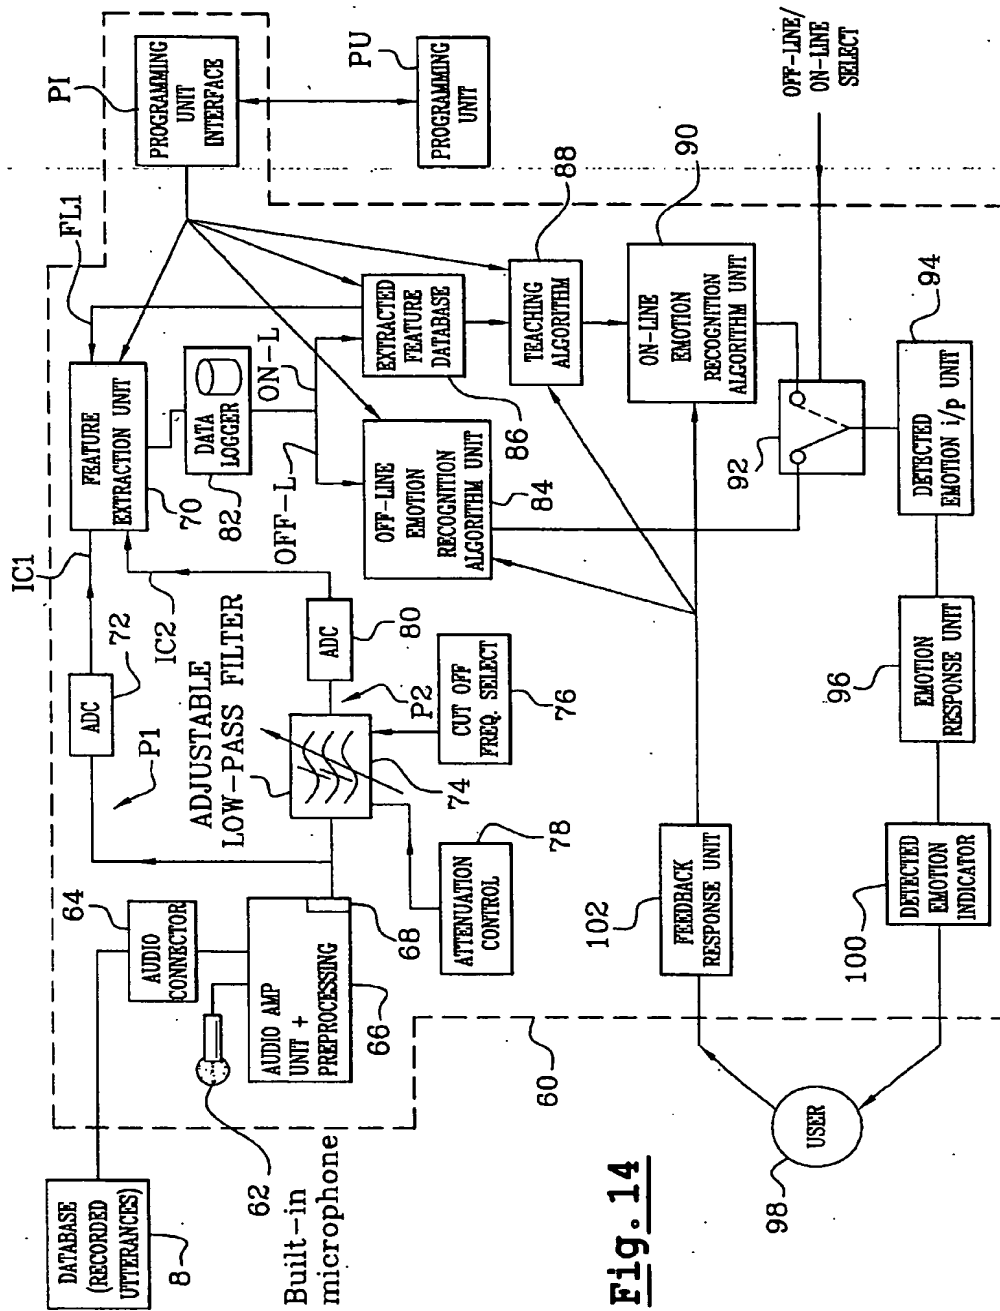 DATABASE
(RECORDED
UTTERANCES)
8
Built-in
microphone
62
64
AUDIO
CONNECTOR
AUDIO AMP
UNIT +
PREPROCESSING
66
68
P1
ADC
72
IC1
IC2
ADJUSTABLE
LOW-PASS FILTER
74
P2
ADC
80
CUT OFF
FREQ. SELECT
76
ATTENUATION
CONTROL
78
FEATURE
EXTRACTION UNIT
70
FL1
DATA
LOGGER
82
OFF-L
ON-L
PI
PROGRAMMING
UNIT
INTERFACE
PU
PROGRAMMING
UNIT
OFF-LINE
EMOTION
RECOGNITION
ALGORITHM UNIT
84
EXTRACTED
FEATURE
DATABASE
86
TEACHING
ALGORITHM
88
ON-LINE
EMOTION
RECOGNITION
ALGORITHM UNIT
90
OFF-LINE/
ON-LINE
SELECT
92
DETECTED
EMOTION i/p UNIT
94
EMOTION
RESPONSE UNIT
96
DETECTED
EMOTION
INDICATOR
100
FEEDBACK
RESPONSE UNIT
102
USER
98
60
Fig. 14